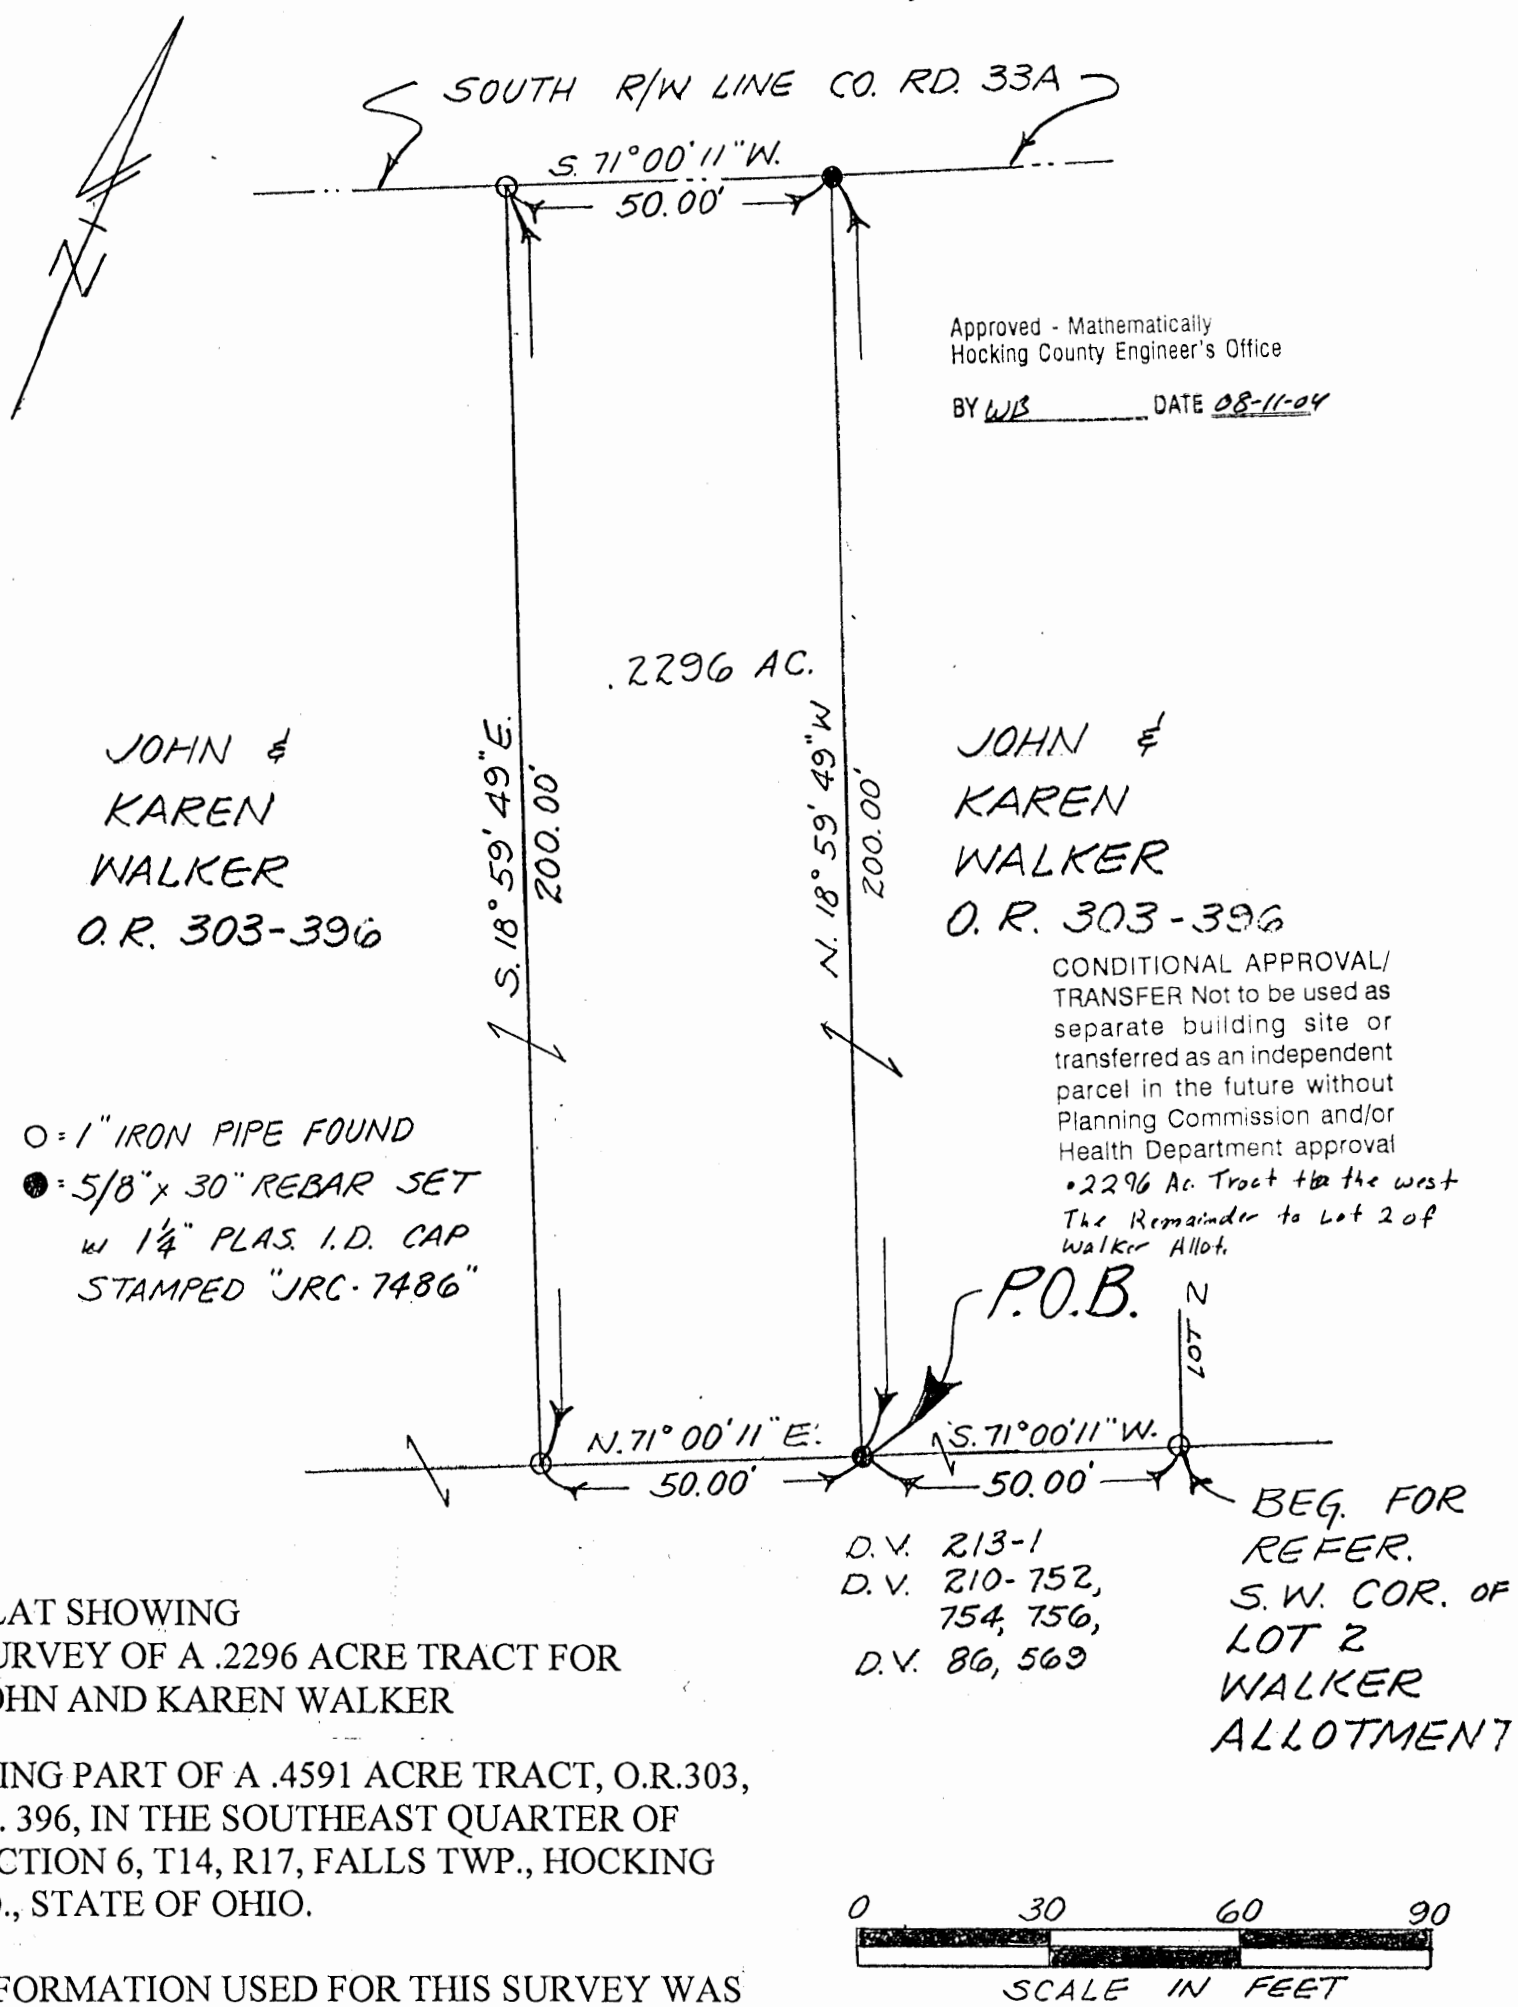 SOUTH R/W LINE CO. RD. 33A
S. 71°00'11"W.
50.00'
N
Approved - Mathematically
Hocking County Engineer's Office
BY WB DATE 08-11-04
.2296 AC.
S. 18° 59' 49" E.
200.00'
N. 18° 59' 49" W
200.00'
JOHN &
KAREN
WALKER
O.R. 303-396
JOHN &
KAREN
WALKER
O.R. 303-396
CONDITIONAL APPROVAL/
TRANSFER Not to be used as
separate building site or
transferred as an independent
parcel in the future without
Planning Commission and/or
Health Department approval
.2296 Ac. Tract to the west
The Remainder to Lot 2 of
Walker Allot.
O = 1" IRON PIPE FOUND
● = 5/8" x 30" REBAR SET
w 1¼" PLAS. I.D. CAP
STAMPED "JRC-7486"
P.O.B.
LOT 2
N. 71° 00' 11" E.
50.00'
S. 71°00'11" W.
50.00'
BEG. FOR
REFER.
S.W. COR. OF
LOT 2
WALKER
ALLOTMENT
D.V. 213-1
D.V. 210-752,
754, 756,
D.V. 86, 569
LAT SHOWING
URVEY OF A .2296 ACRE TRACT FOR
OHN AND KAREN WALKER
ING PART OF A .4591 ACRE TRACT, O.R.303,
. 396, IN THE SOUTHEAST QUARTER OF
CTION 6, T14, R17, FALLS TWP., HOCKING
O., STATE OF OHIO.
FORMATION USED FOR THIS SURVEY WAS
0 30 60 90
SCALE IN FEET